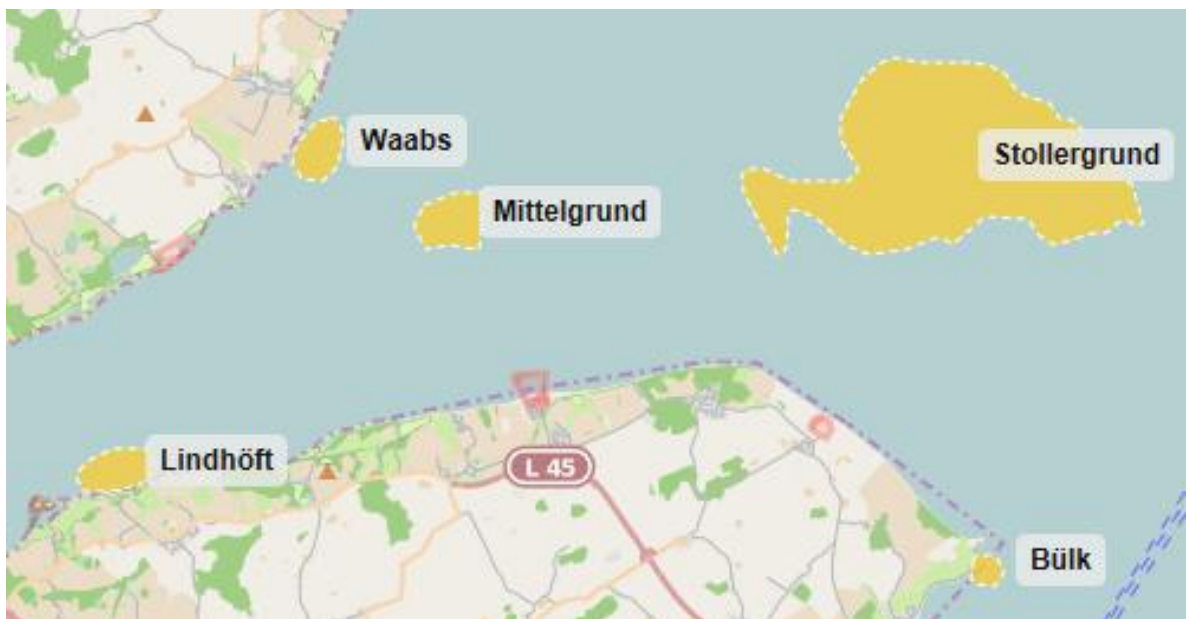 Waabs
Stollergrund
Mittelgrund
Lindhöft
L 45
Bülk